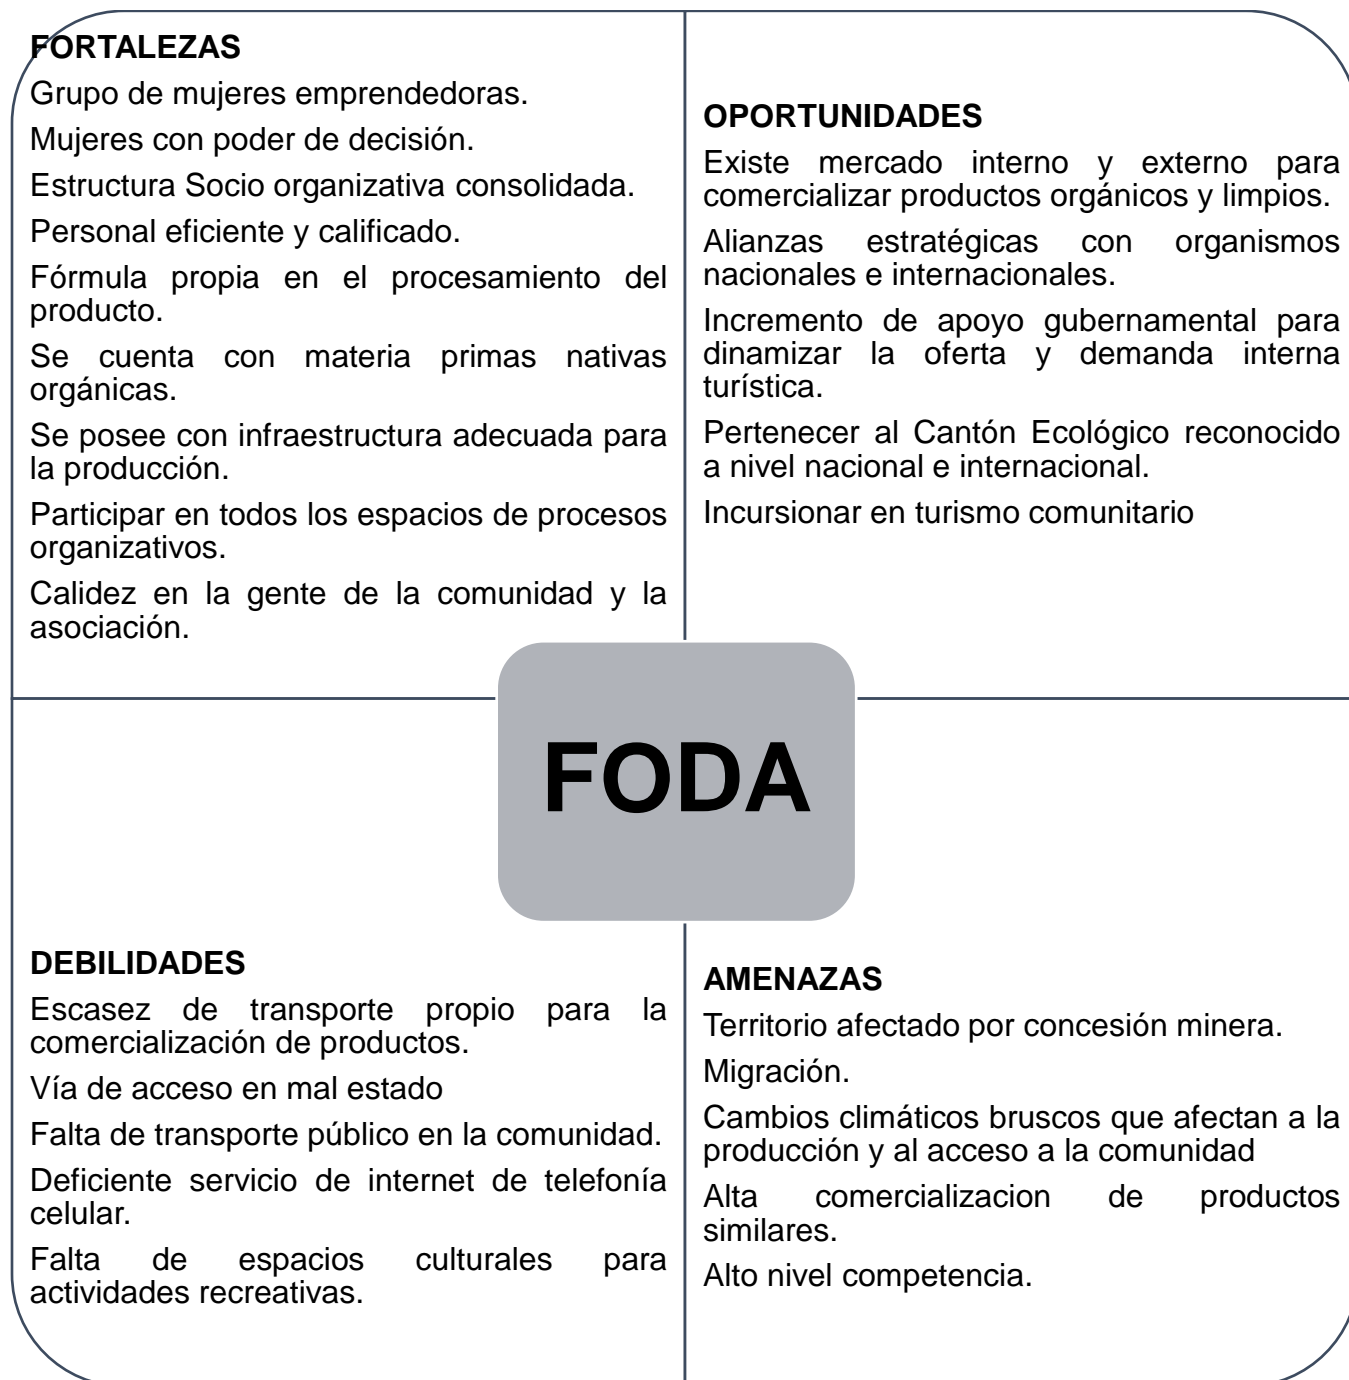 FORTALEZAS
Grupo de mujeres emprendedoras.
Mujeres con poder de decisión.
Estructura Socio organizativa consolidada.
Personal eficiente y calificado.
Fórmula propia en el procesamiento del
producto.
Se cuenta con materia primas nativas
orgánicas.
Se posee con infraestructura adecuada para
la producción.
Participar en todos los espacios de procesos
organizativos.
Calidez en la gente de la comunidad y la
asociación.
OPORTUNIDADES
Existe mercado interno y externo para
comercializar productos orgánicos y limpios.
Alianzas estratégicas con organismos
nacionales e internacionales.
Incremento de apoyo gubernamental para
dinamizar la oferta y demanda interna
turística.
Pertenecer al Cantón Ecológico reconocido
a nivel nacional e internacional.
Incursionar en turismo comunitario
FODA
DEBILIDADES
Escasez de transporte propio para la
comercialización de productos.
Vía de acceso en mal estado
Falta de transporte público en la comunidad.
Deficiente servicio de internet de telefonía
celular.
Falta de espacios culturales para
actividades recreativas.
AMENAZAS
Territorio afectado por concesión minera.
Migración.
Cambios climáticos bruscos que afectan a la
producción y al acceso a la comunidad
Alta comercializacion de productos
similares.
Alto nivel competencia.